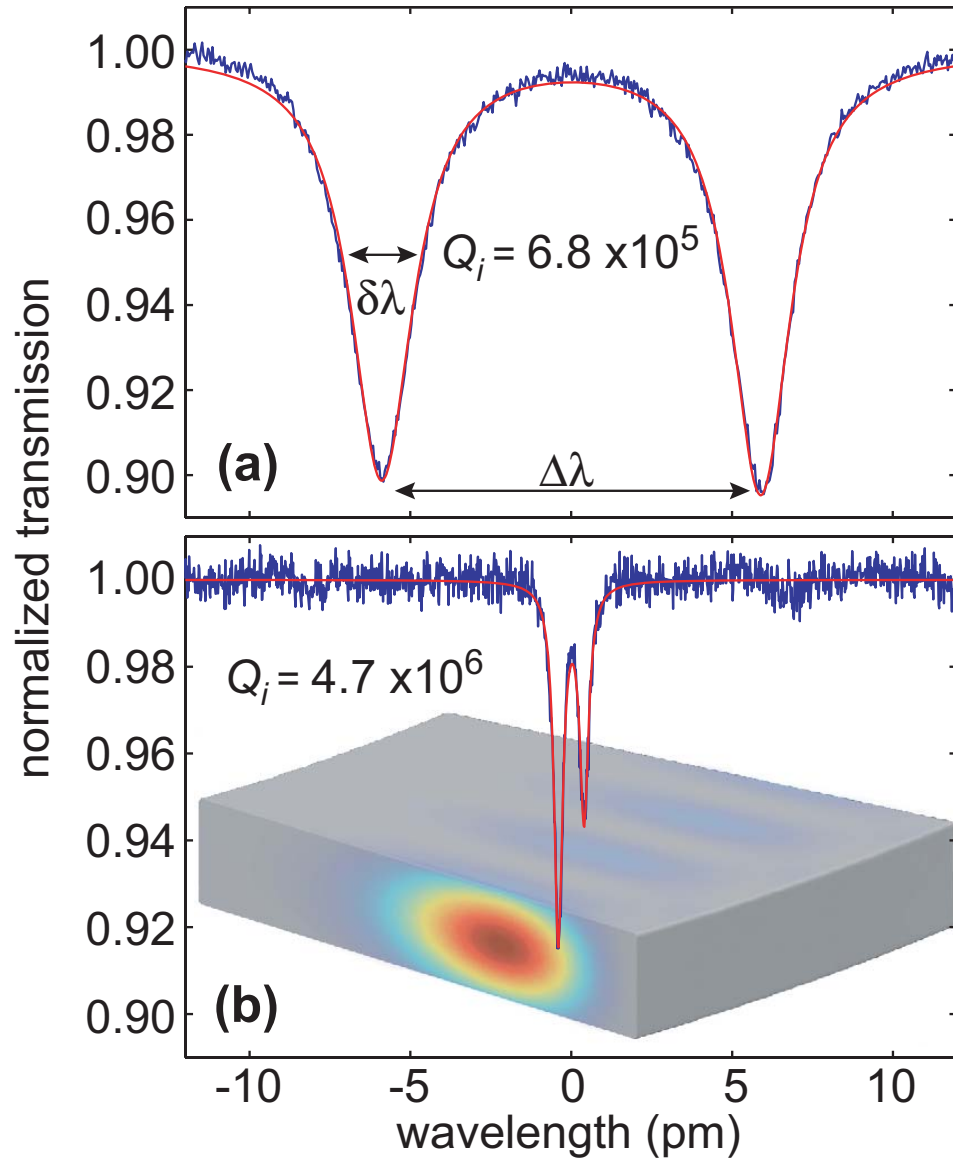 1.00
0.98
0.96
0.94
0.92
0.90
Qi = 6.8 x10^5
δλ
Δλ
(a)
normalized transmission
1.00
0.98
0.96
0.94
0.92
0.90
Qi = 4.7 x10^6
(b)
-10 -5 0 5 10
wavelength (pm)